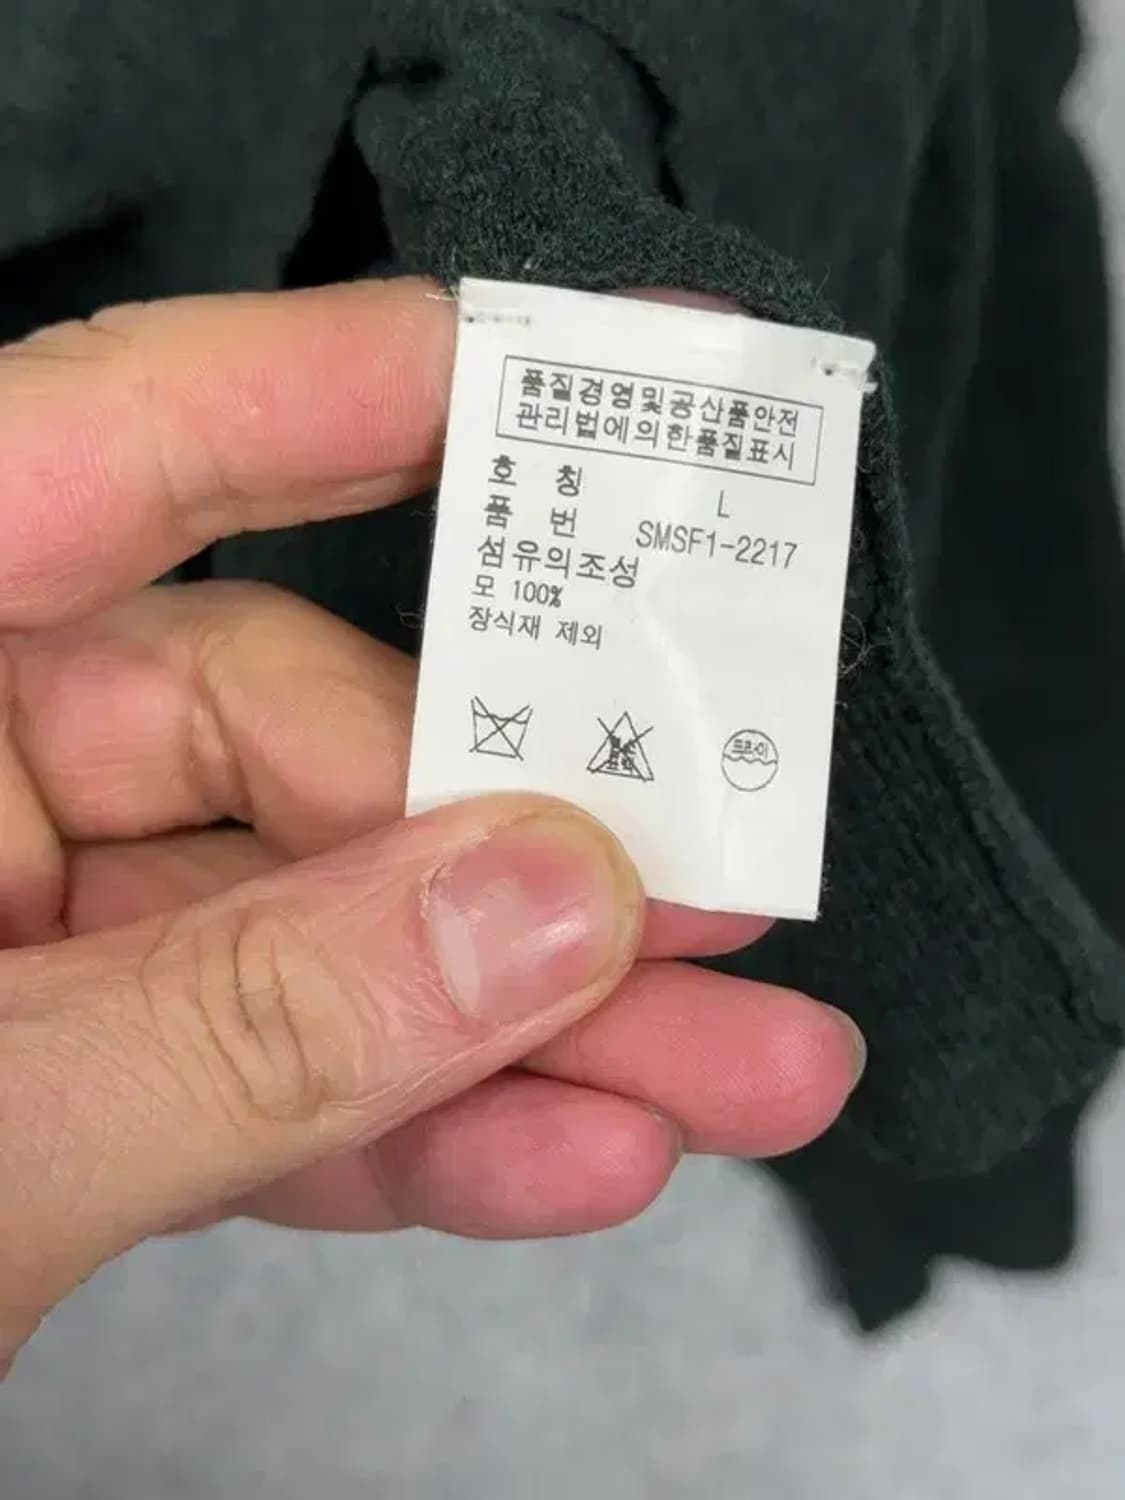 품질경영및공산품안전
관리법에의한품질표시
호 칭 L
품 번 SMSF1-2217
섬유의조성
모 100%
장식재 제외
드라이